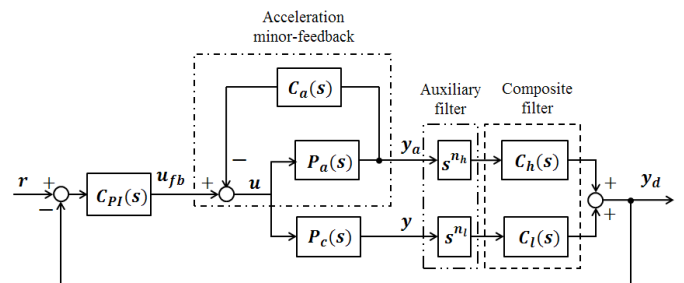 Acceleration
minor-feedback
C_a(s)
Auxiliary
filter
Composite
filter
r + − C_PI(s) u_fb + − u P_a(s) y_a s^{n_h} C_h(s) + + y_d
P_c(s) y s^{n_l} C_l(s)